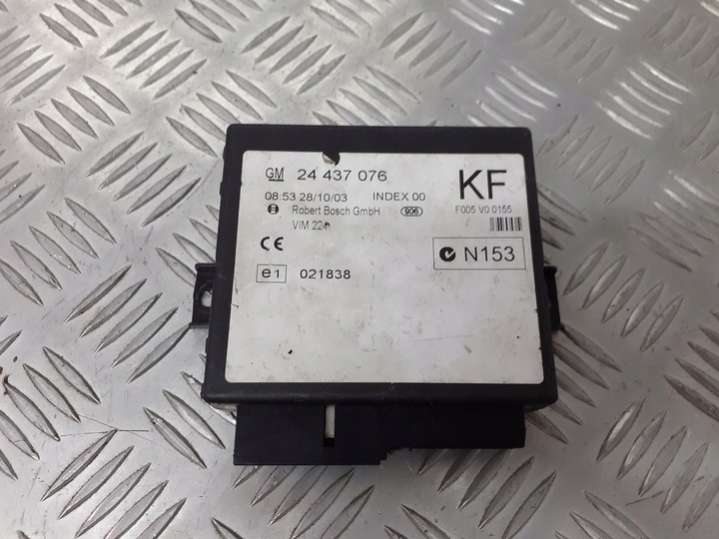 GM 24 437 076
KF
08:53 28/10/03 INDEX 00
F005 V0 0155
Robert Bosch GmbH 906
VIM
CE
N153
e1 021838